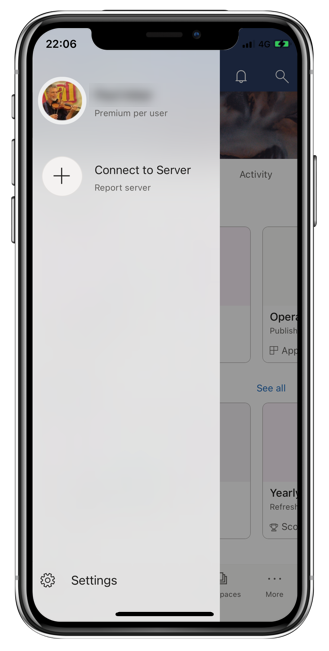 22:06
4G
Premium per user
Connect to Server
Report server
Activity
Opera
Publish
App
See all
Yearly
Refresh
Sco
paces
More
Settings